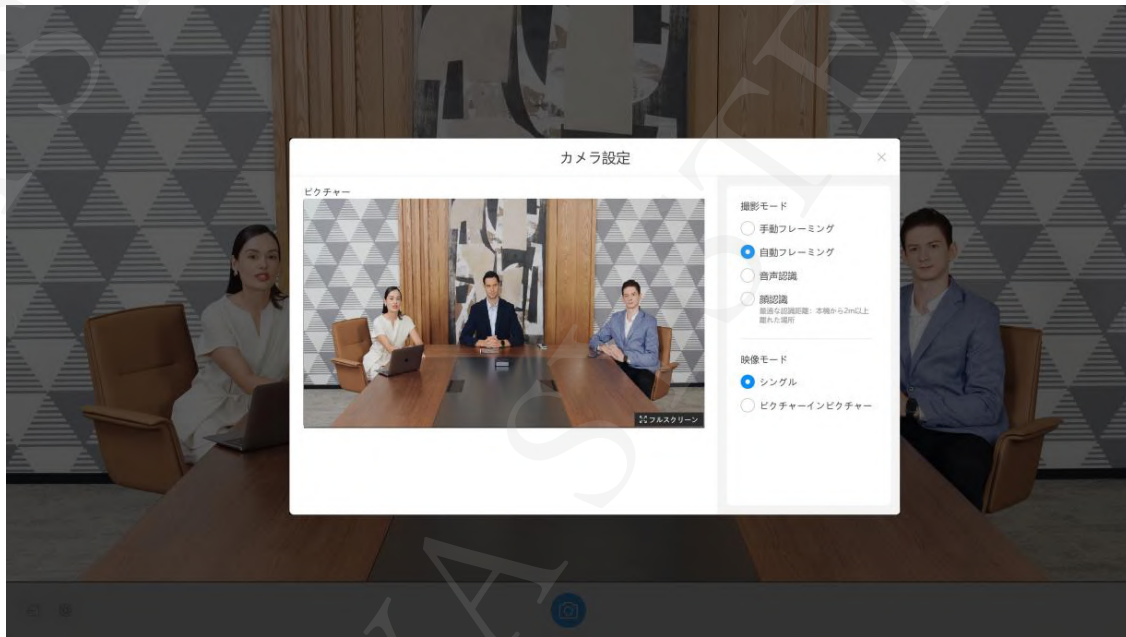 カメラ設定
ピクチャー
フルスクリーン
撮影モード
手動フレーミング
自動フレーミング
音声認識
顔認識
最適な認識距離：本機から2m以上
離れた場所
映像モード
シングル
ピクチャーインピクチャー